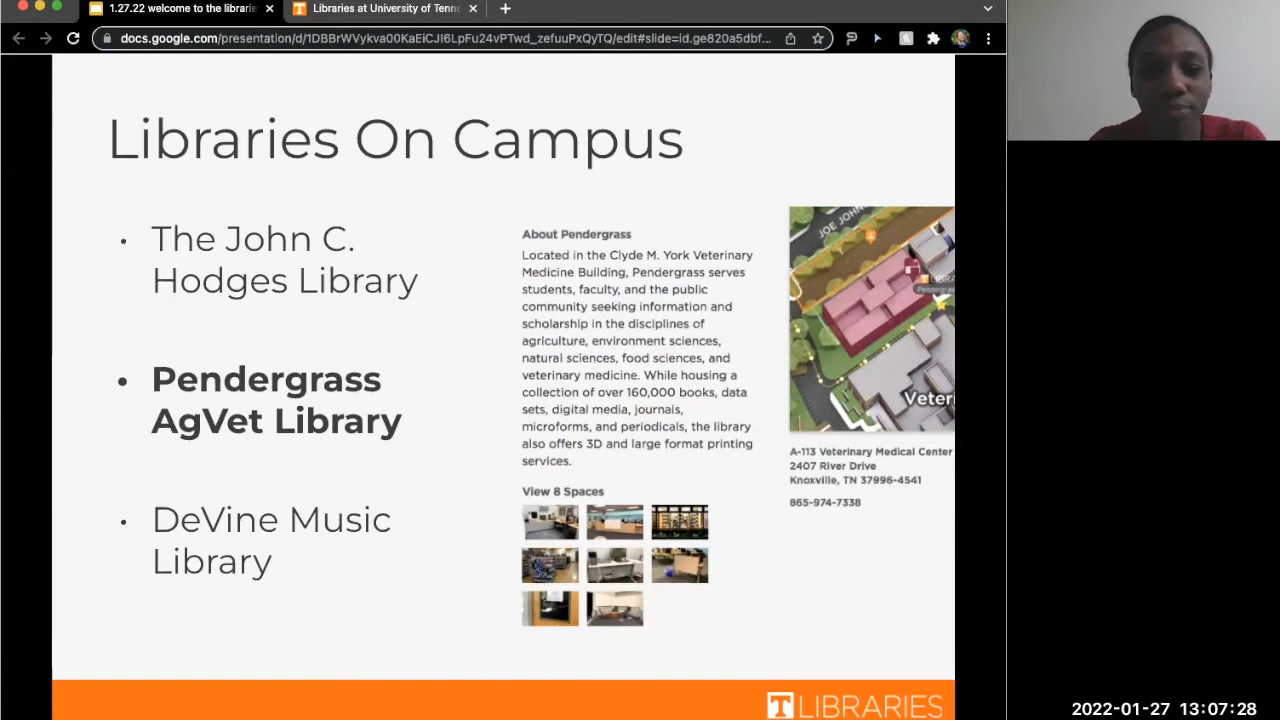 1.27.22 welcome to the librarie
Libraries at University of Tenn
docs.google.com/presentation/d/1DBBrWVykva00KaEiCJI6LpFu24vPTwd_zefuuPxQyTQ/edit#slide=id.ge820a5dbf...
Libraries On Campus
• The John C.
Hodges Library
• Pendergrass
AgVet Library
• DeVine Music
Library
About Pendergrass
Located in the Clyde M. York Veterinary
Medicine Building, Pendergrass serves
students, faculty, and the public
community seeking information and
scholarship in the disciplines of
agriculture, environment sciences,
natural sciences, food sciences, and
veterinary medicine. While housing a
collection of over 160,000 books, data
sets, digital media, journals,
microforms, and periodicals, the library
also offers 3D and large format printing
services.
View 8 Spaces
JOE JOHN
LIBRA
Pendergras
Veteri
A-113 Veterinary Medical Center
2407 River Drive
Knoxville, TN 37996-4541
865-974-7338
T LIBRARIES
2022-01-27 13:07:28